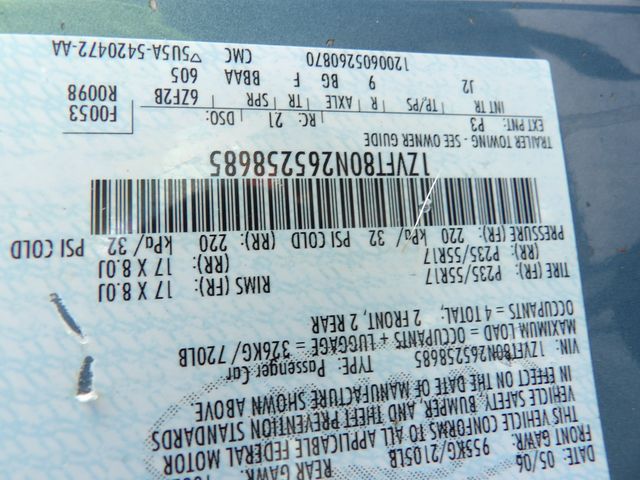 DATE: 05/06
FRONT GAWR: REAR GAWR:
953KG/2105LB
THIS VEHICLE CONFORMS TO ALL APPLICABLE FEDERAL MOTOR
VEHICLE SAFETY, BUMPER, AND THEFT PREVENTION STANDARDS
IN EFFECT ON THE DATE OF MANUFACTURE SHOWN ABOVE
VIN: 1ZVFT80N265258685 TYPE: Passenger Car
MAXIMUM LOAD = OCCUPANTS + LUGGAGE = 326KG/720LB
OCCUPANTS = 4 TOTAL, 2 FRONT, 2 REAR
TIRE (FR): P235/55R17 RIMS (FR): 17 X 8.0J
(RR): P235/55R17 (RR): 17 X 8.0J
PRESSURE (FR): 220 kPa/ 32 PSI COLD (RR) 220 kPa/ 32 PSI COLD
1ZVFT80N265258685
TRAILER TOWING - SEE OWNER GUIDE
EXT PNT: P3 RC: 21 DSO: F0053
R0098
INT TR TP/PS R AXLE TR SPR 6ZF2B
J2 9 BG F BBAA 605
1200605260870 CMC ▽5U5A-5420472-AA